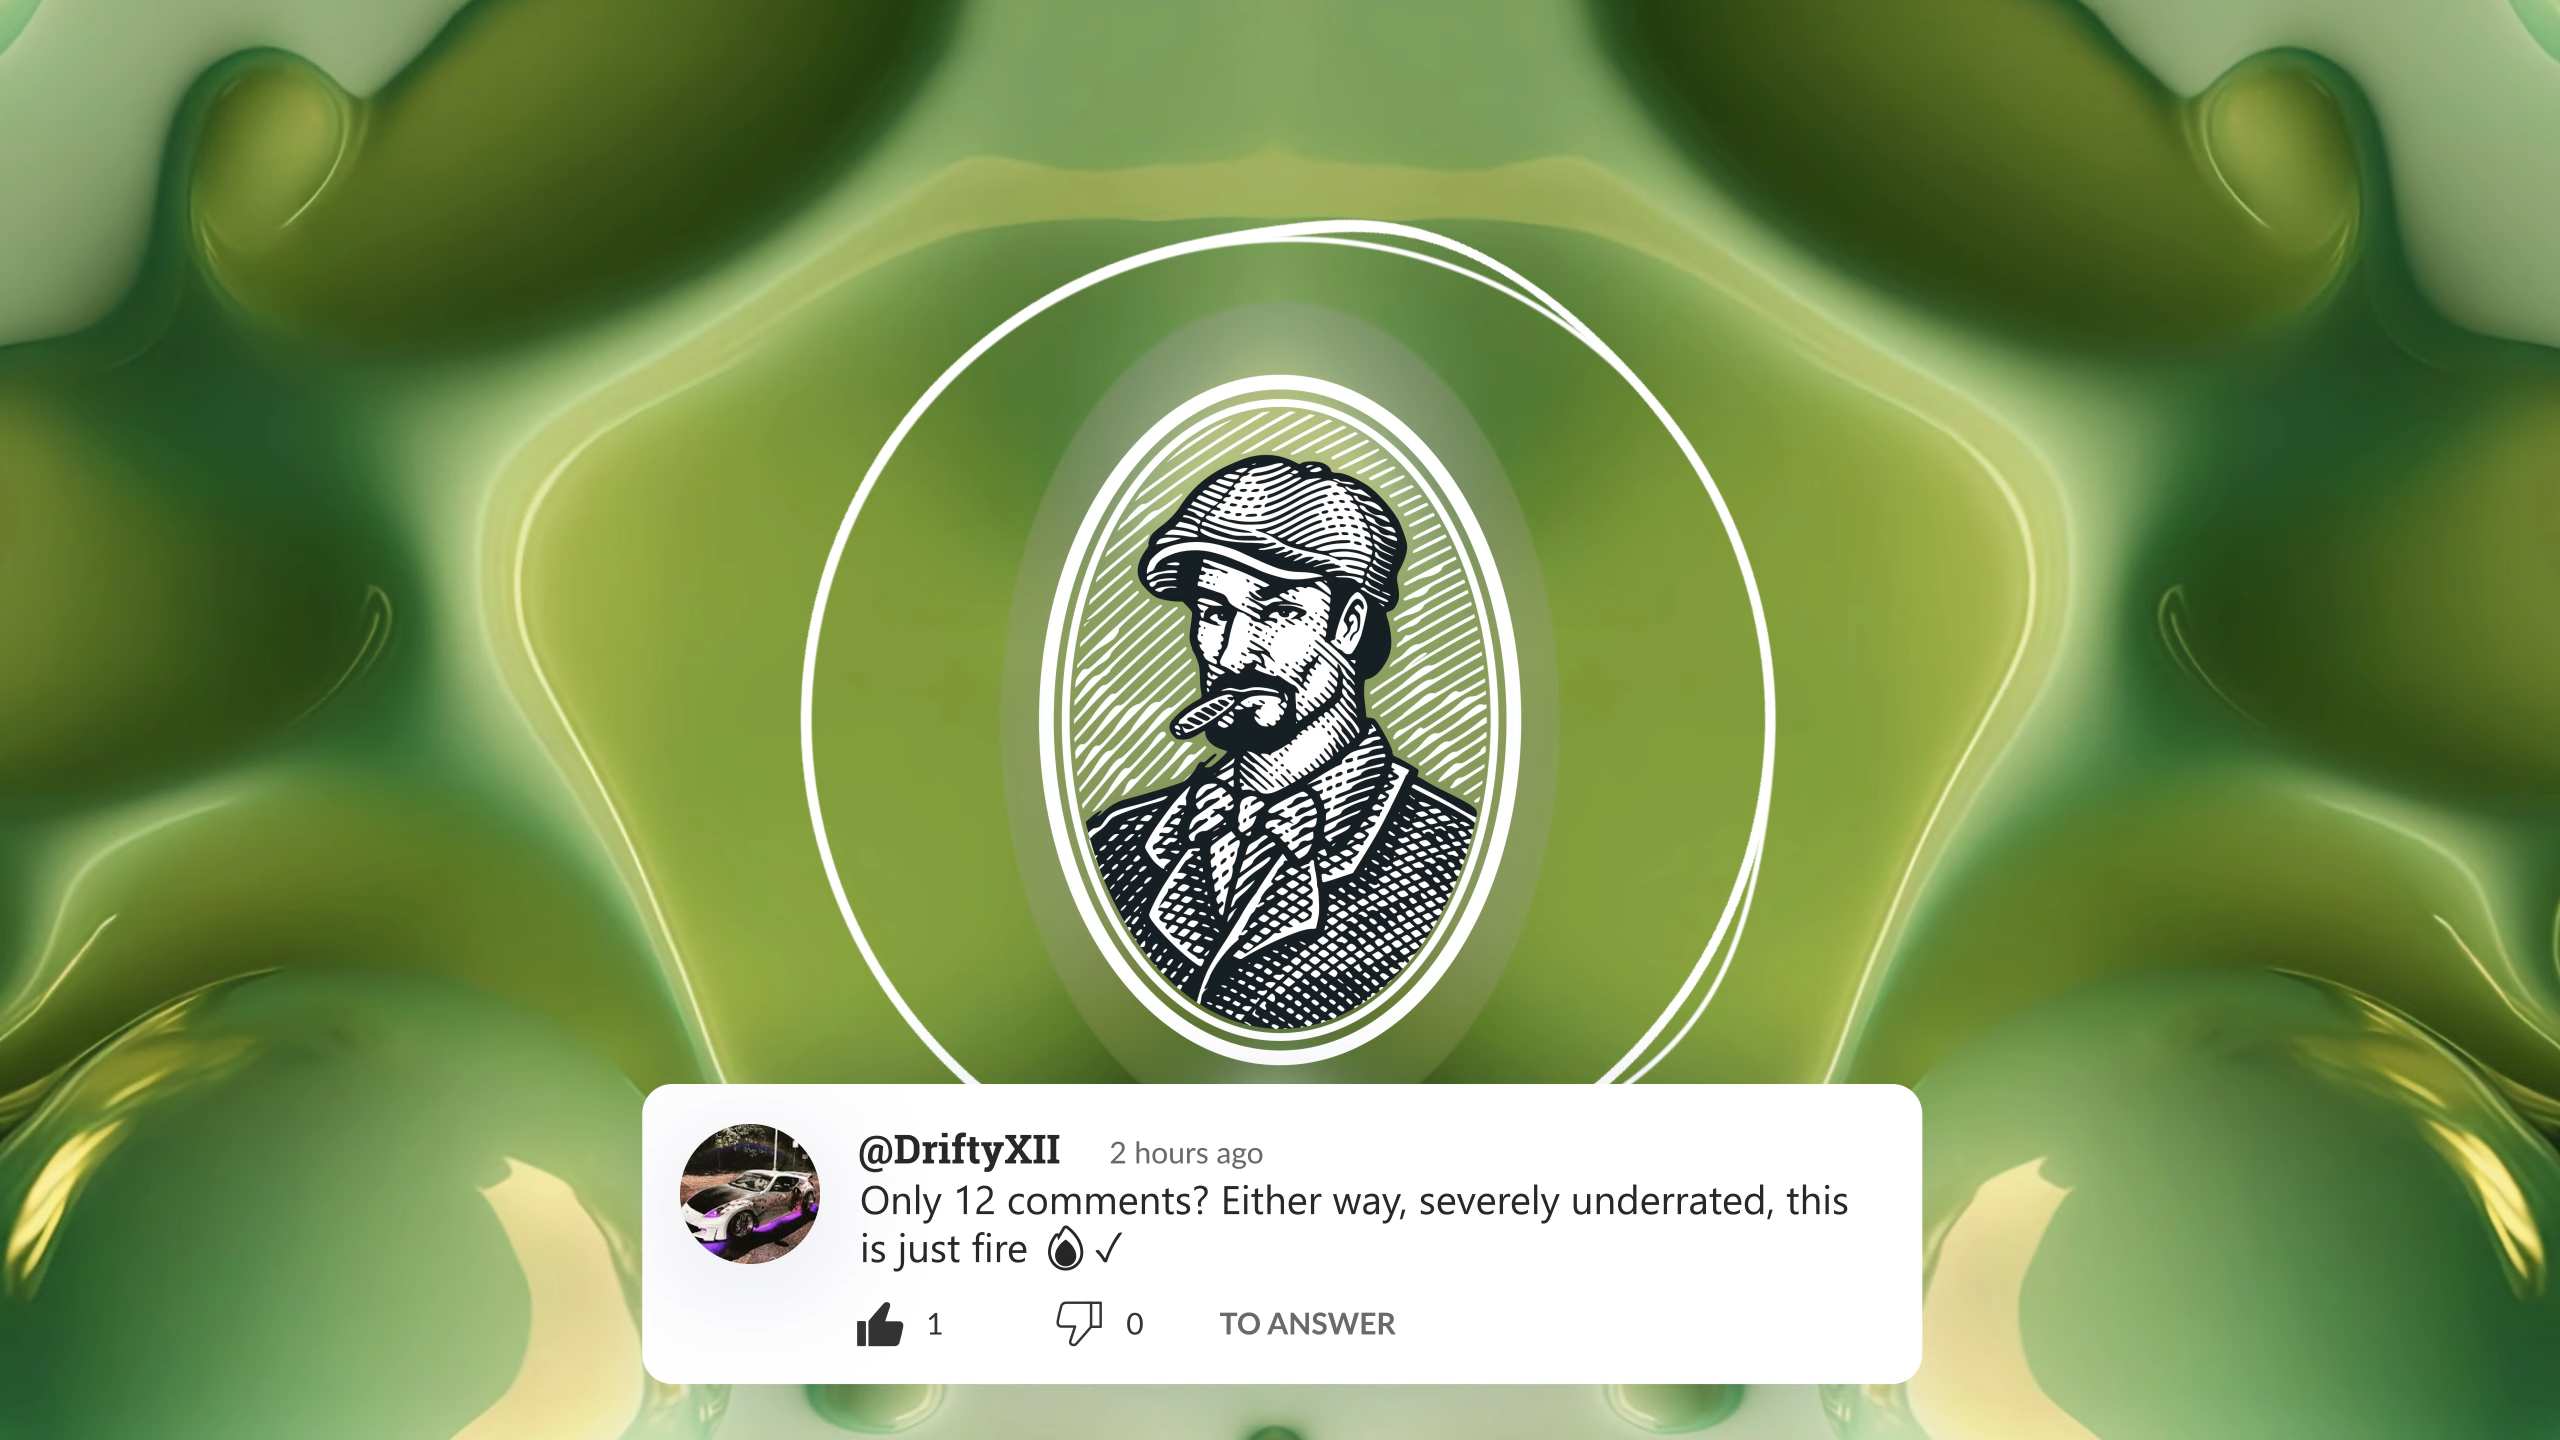 @DriftyXII 2 hours ago
Only 12 comments? Either way, severely underrated, this
is just fire 🔥✓
1 0 TO ANSWER